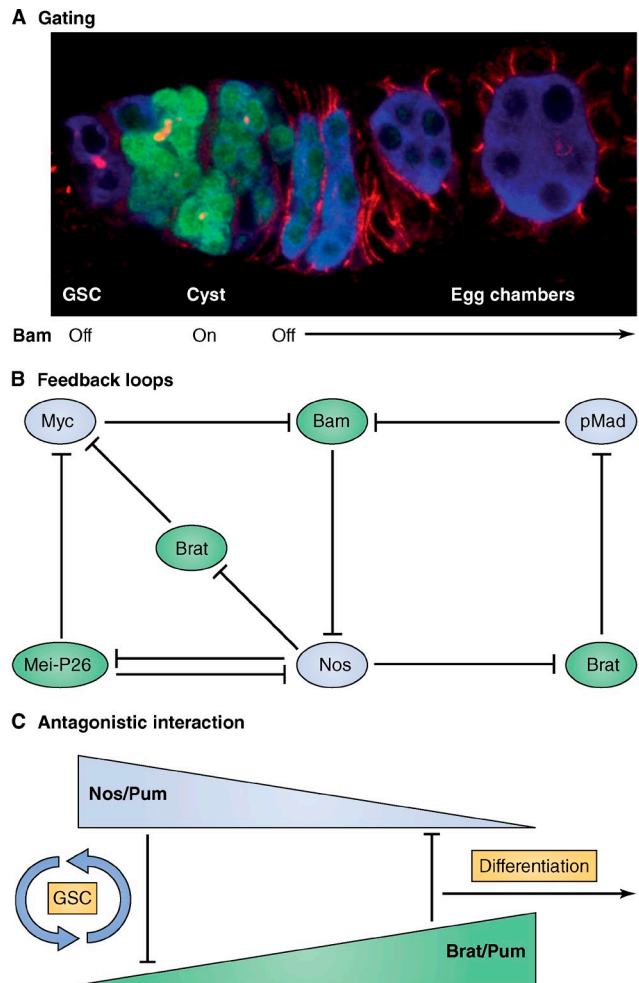 A Gating
GSC Cyst Egg chambers
Bam Off On Off
B Feedback loops
Myc Bam pMad
Brat
Mei-P26 Nos Brat
C Antagonistic interaction
Nos/Pum
Differentiation
GSC
Brat/Pum